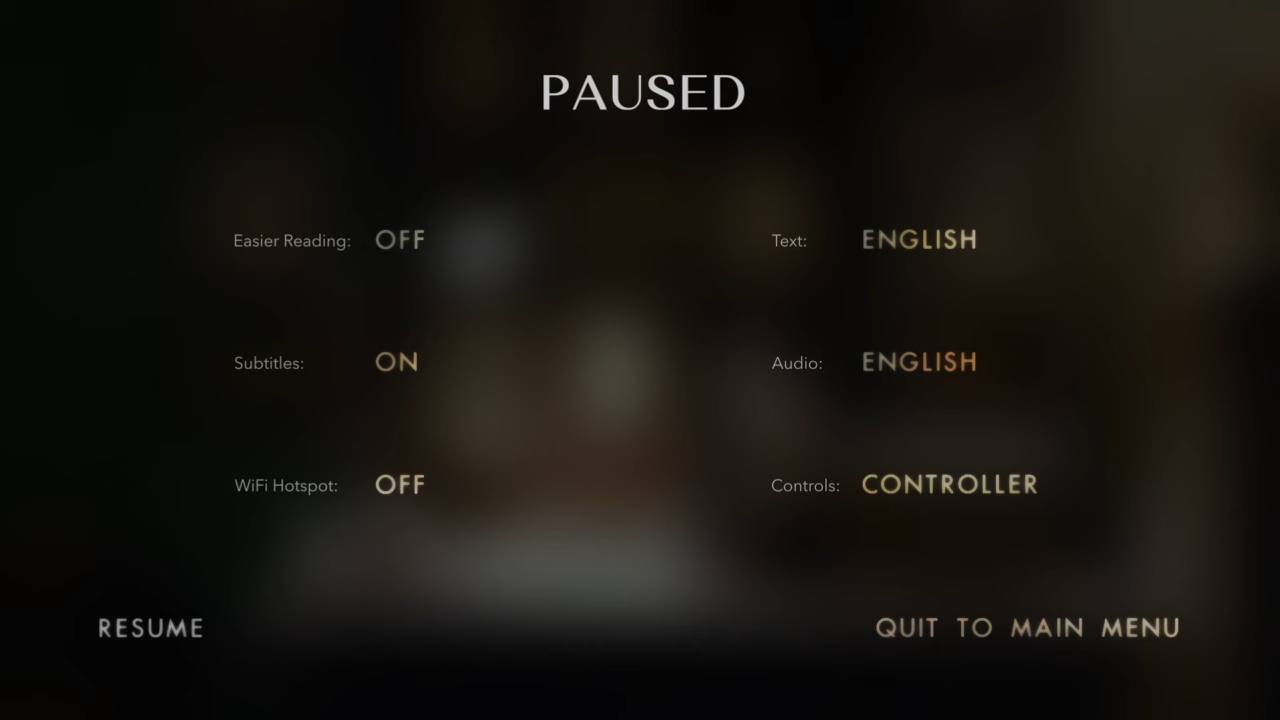 PAUSED
Easier Reading: OFF
Text: ENGLISH
Subtitles: ON
Audio: ENGLISH
WiFi Hotspot: OFF
Controls: CONTROLLER
RESUME
QUIT TO MAIN MENU